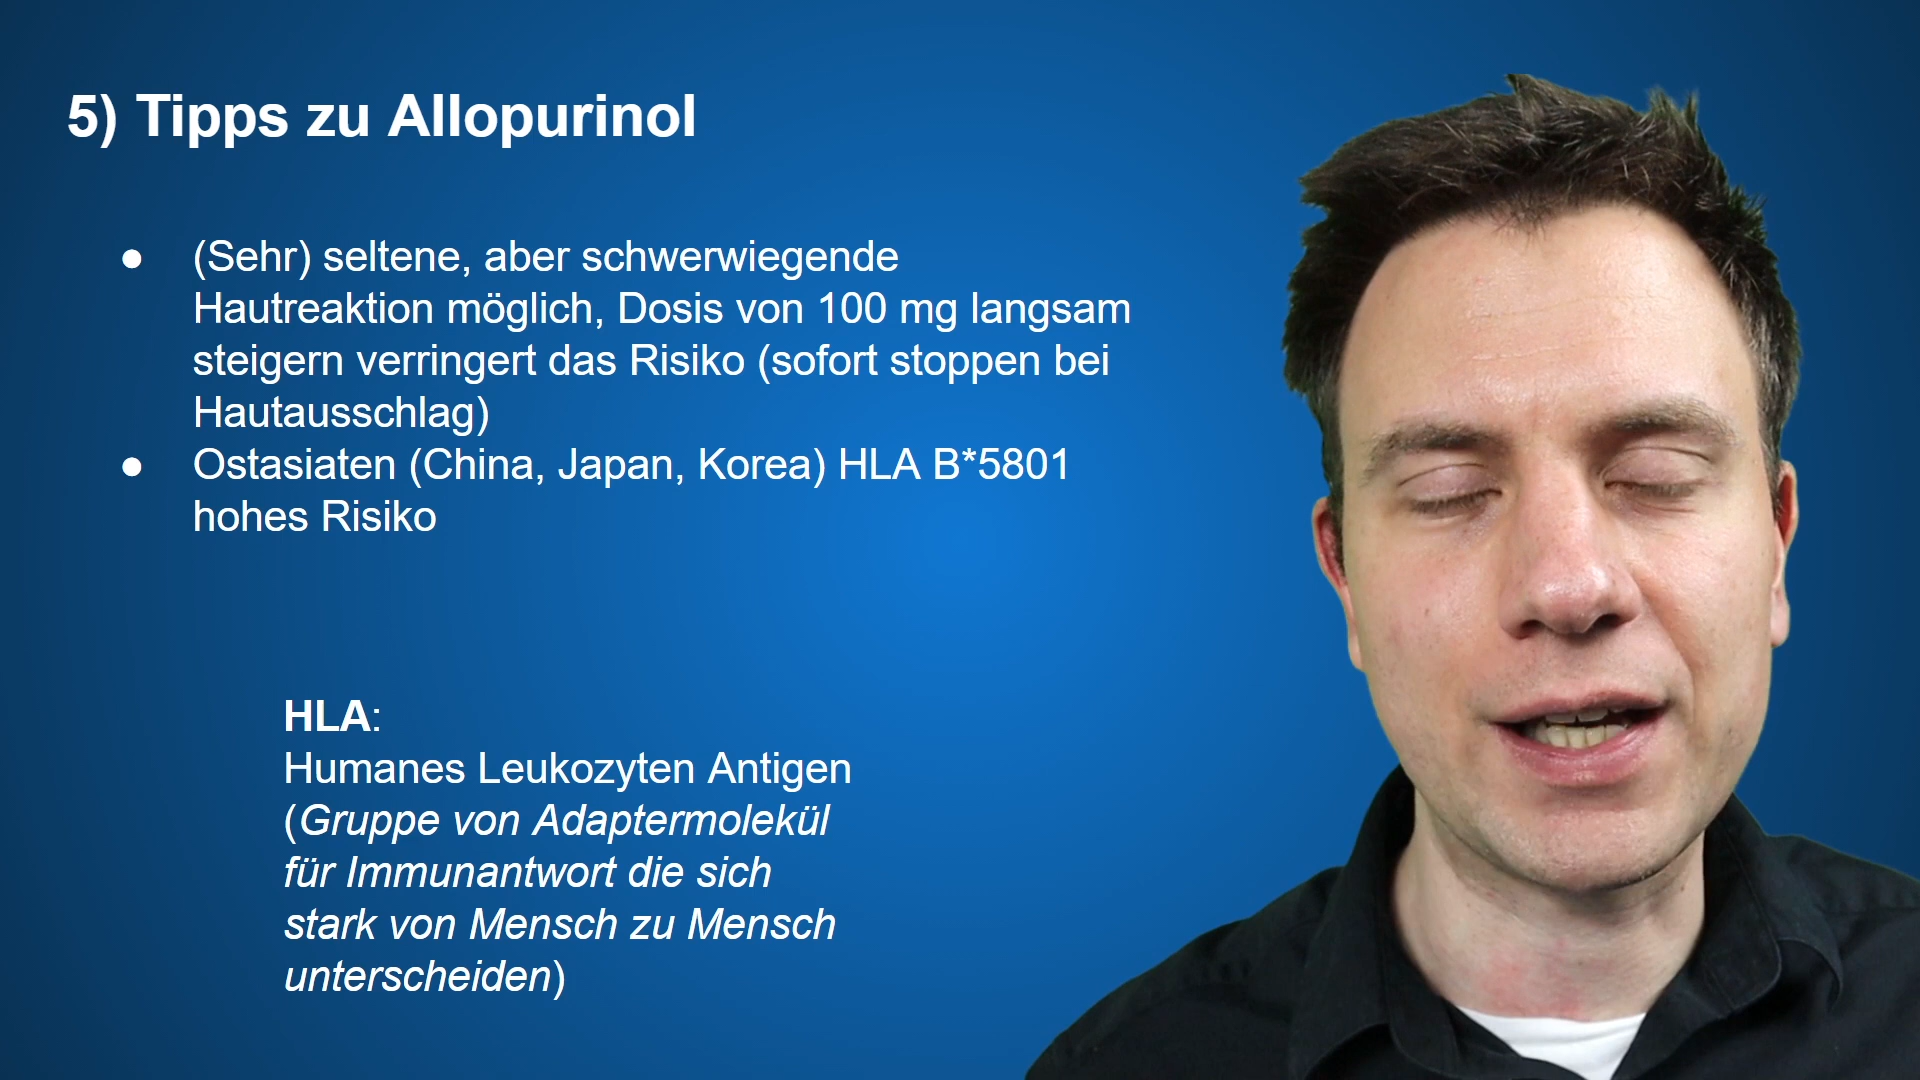 5) Tipps zu Allopurinol
● (Sehr) seltene, aber schwerwiegende
Hautreaktion möglich, Dosis von 100 mg langsam
steigern verringert das Risiko (sofort stoppen bei
Hautausschlag)
● Ostasiaten (China, Japan, Korea) HLA B*5801
hohes Risiko
HLA:
Humanes Leukozyten Antigen
(Gruppe von Adaptermolekül
für Immunantwort die sich
stark von Mensch zu Mensch
unterscheiden)